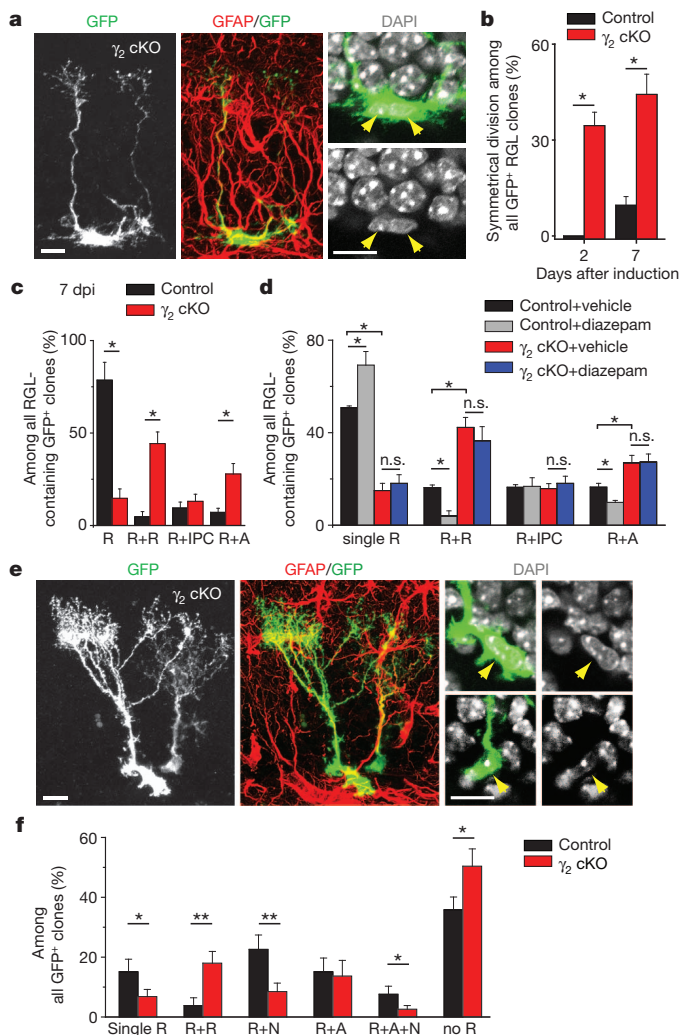 a
GFP
GFAP/GFP
DAPI
γ2 cKO
b
Control
γ2 cKO
Symmetrical division among
all GFP+ RGL clones (%)
60
30
0
*
*
2
7
Days after induction
c
7 dpi
Control
γ2 cKO
Among all RGL-
containing GFP+ clones (%)
100
50
0
*
*
*
R
R+R
R+IPC
R+A
d
Control+vehicle
Control+diazepam
γ2 cKO+vehicle
γ2 cKO+diazepam
Among all RGL-
containing GFP+ clones (%)
80
40
0
*
*
n.s.
*
n.s.
*
n.s.
*
n.s.
*
single R
R+R
R+IPC
R+A
e
GFP
GFAP/GFP
DAPI
γ2 cKO
f
Control
γ2 cKO
Among
all GFP+ clones (%)
60
40
20
0
*
**
**
*
*
Single R
R+R
R+N
R+A
R+A+N
no R